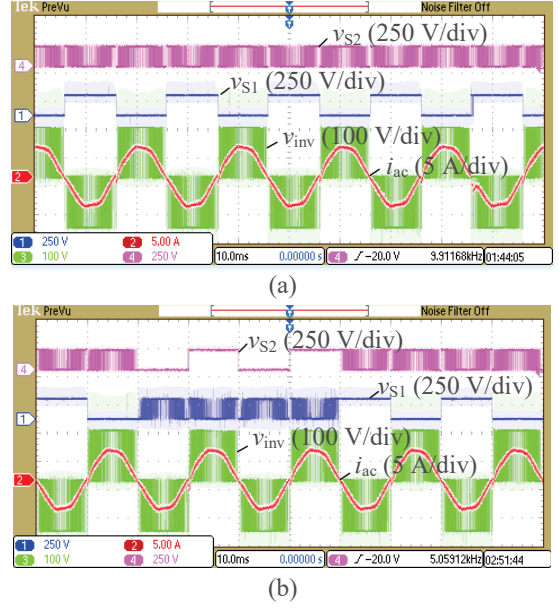 Tek PreVu Noise Filter Off
vS2 (250 V/div)
4
vS1 (250 V/div)
1
vinv (100 V/div)
iac (5 A/div)
2
1 250 V 2 5.00 A
3 100 V 4 250 V
10.0ms 0.00000 s 4 ∫ −20.0 V 9.91168kHz 01:44:05
(a)
Tek PreVu Noise Filter Off
vS2 (250 V/div)
4
vS1 (250 V/div)
1
vinv (100 V/div)
iac (5 A/div)
2
1 250 V 2 5.00 A
3 100 V 4 250 V
10.0ms 0.00000 s 4 ∫ −20.0 V 5.05912kHz 02:51:44
(b)